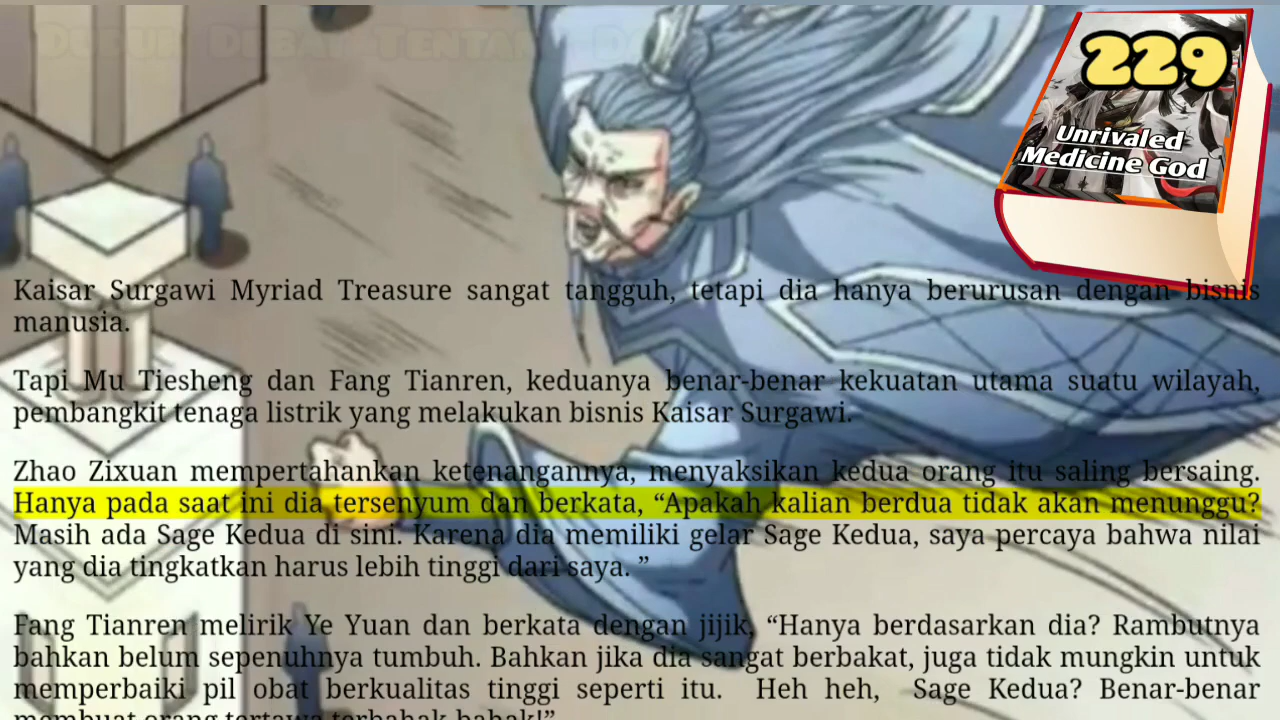 229
Unrivaled
Medicine God
Kaisar Surgawi Myriad Treasure sangat tangguh, tetapi dia hanya berurusan dengan bisnis
manusia.
Tapi Mu Tiesheng dan Fang Tianren, keduanya benar-benar kekuatan utama suatu wilayah,
pembangkit tenaga listrik yang melakukan bisnis Kaisar Surgawi.
Zhao Zixuan mempertahankan ketenangannya, menyaksikan kedua orang itu saling bersaing.
Hanya pada saat ini dia tersenyum dan berkata, “Apakah kalian berdua tidak akan menunggu?
Masih ada Sage Kedua di sini. Karena dia memiliki gelar Sage Kedua, saya percaya bahwa nilai
yang dia tingkatkan harus lebih tinggi dari saya. ”
Fang Tianren melirik Ye Yuan dan berkata dengan jijik, “Hanya berdasarkan dia? Rambutnya
bahkan belum sepenuhnya tumbuh. Bahkan jika dia sangat berbakat, juga tidak mungkin untuk
memperbaiki pil obat berkualitas tinggi seperti itu. Heh heh, Sage Kedua? Benar-benar
membuat orang tertawa terbahak-bahak!”